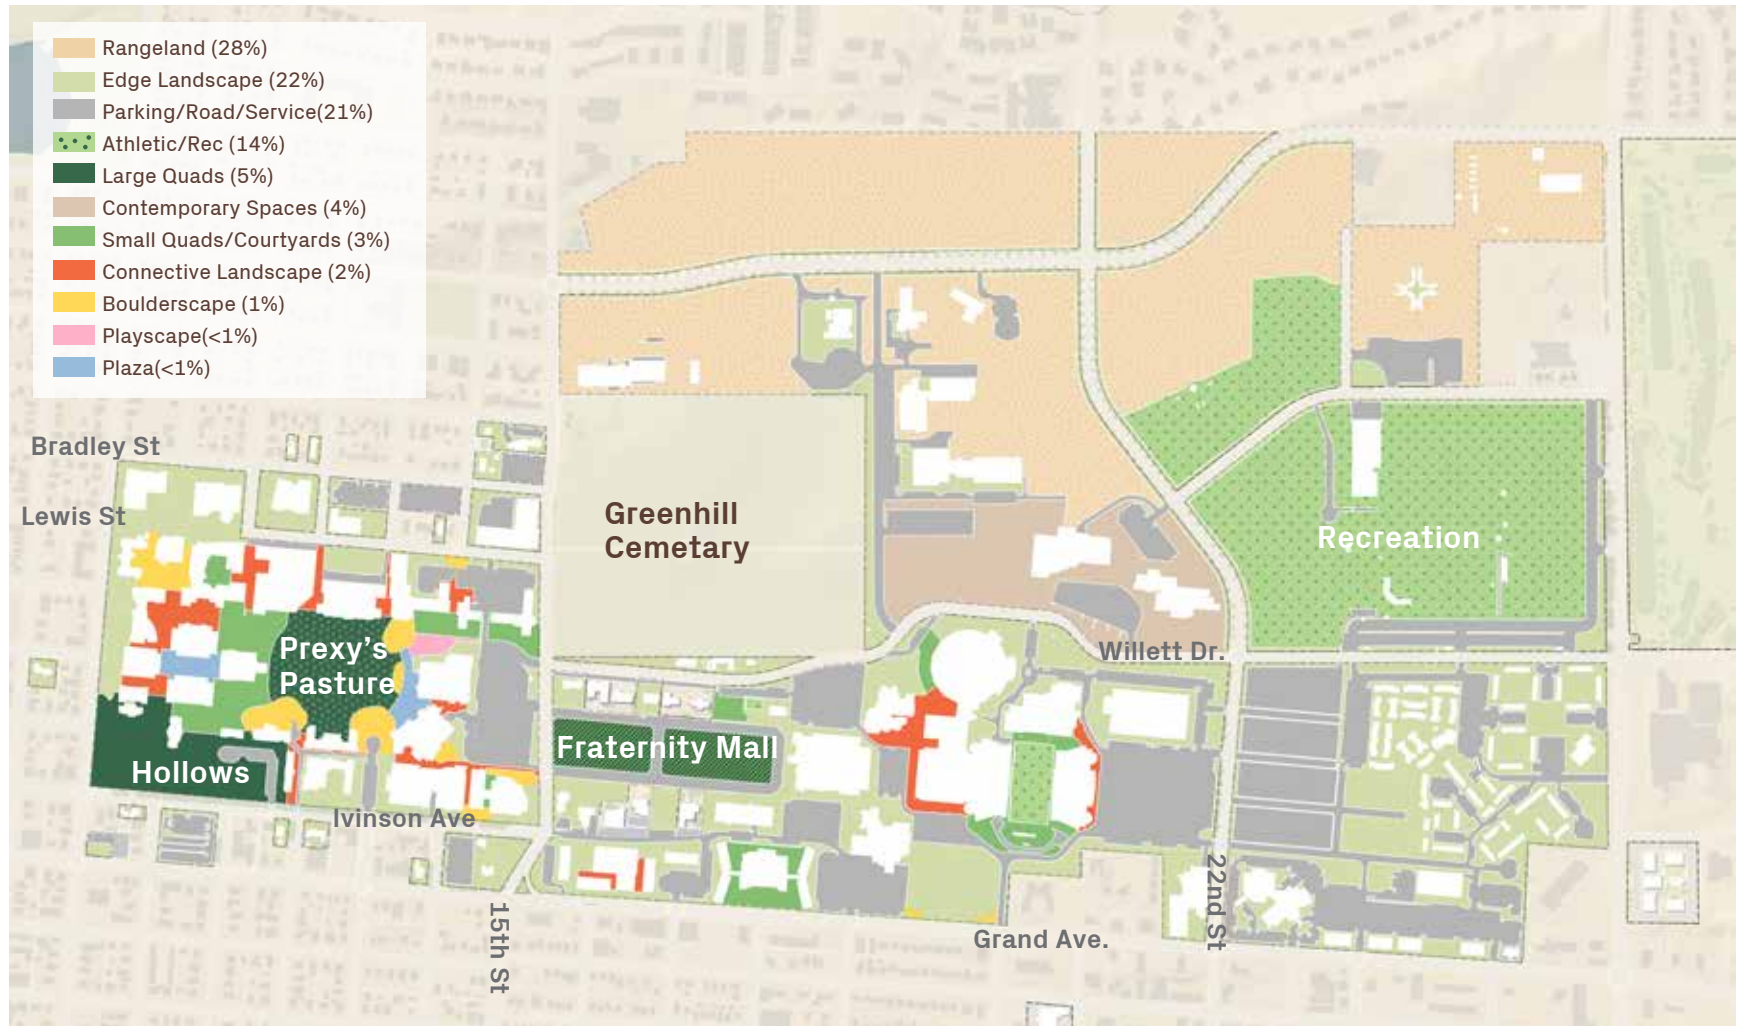 Rangeland (28%)
Edge Landscape (22%)
Parking/Road/Service(21%)
Athletic/Rec (14%)
Large Quads (5%)
Contemporary Spaces (4%)
Small Quads/Courtyards (3%)
Connective Landscape (2%)
Boulderscape (1%)
Playscape(<1%)
Plaza(<1%)
Bradley St
Lewis St
Greenhill
Cemetary
Recreation
Prexy's
Pasture
Willett Dr.
Hollows
Fraternity Mall
Ivinson Ave
15th St
22nd St
Grand Ave.